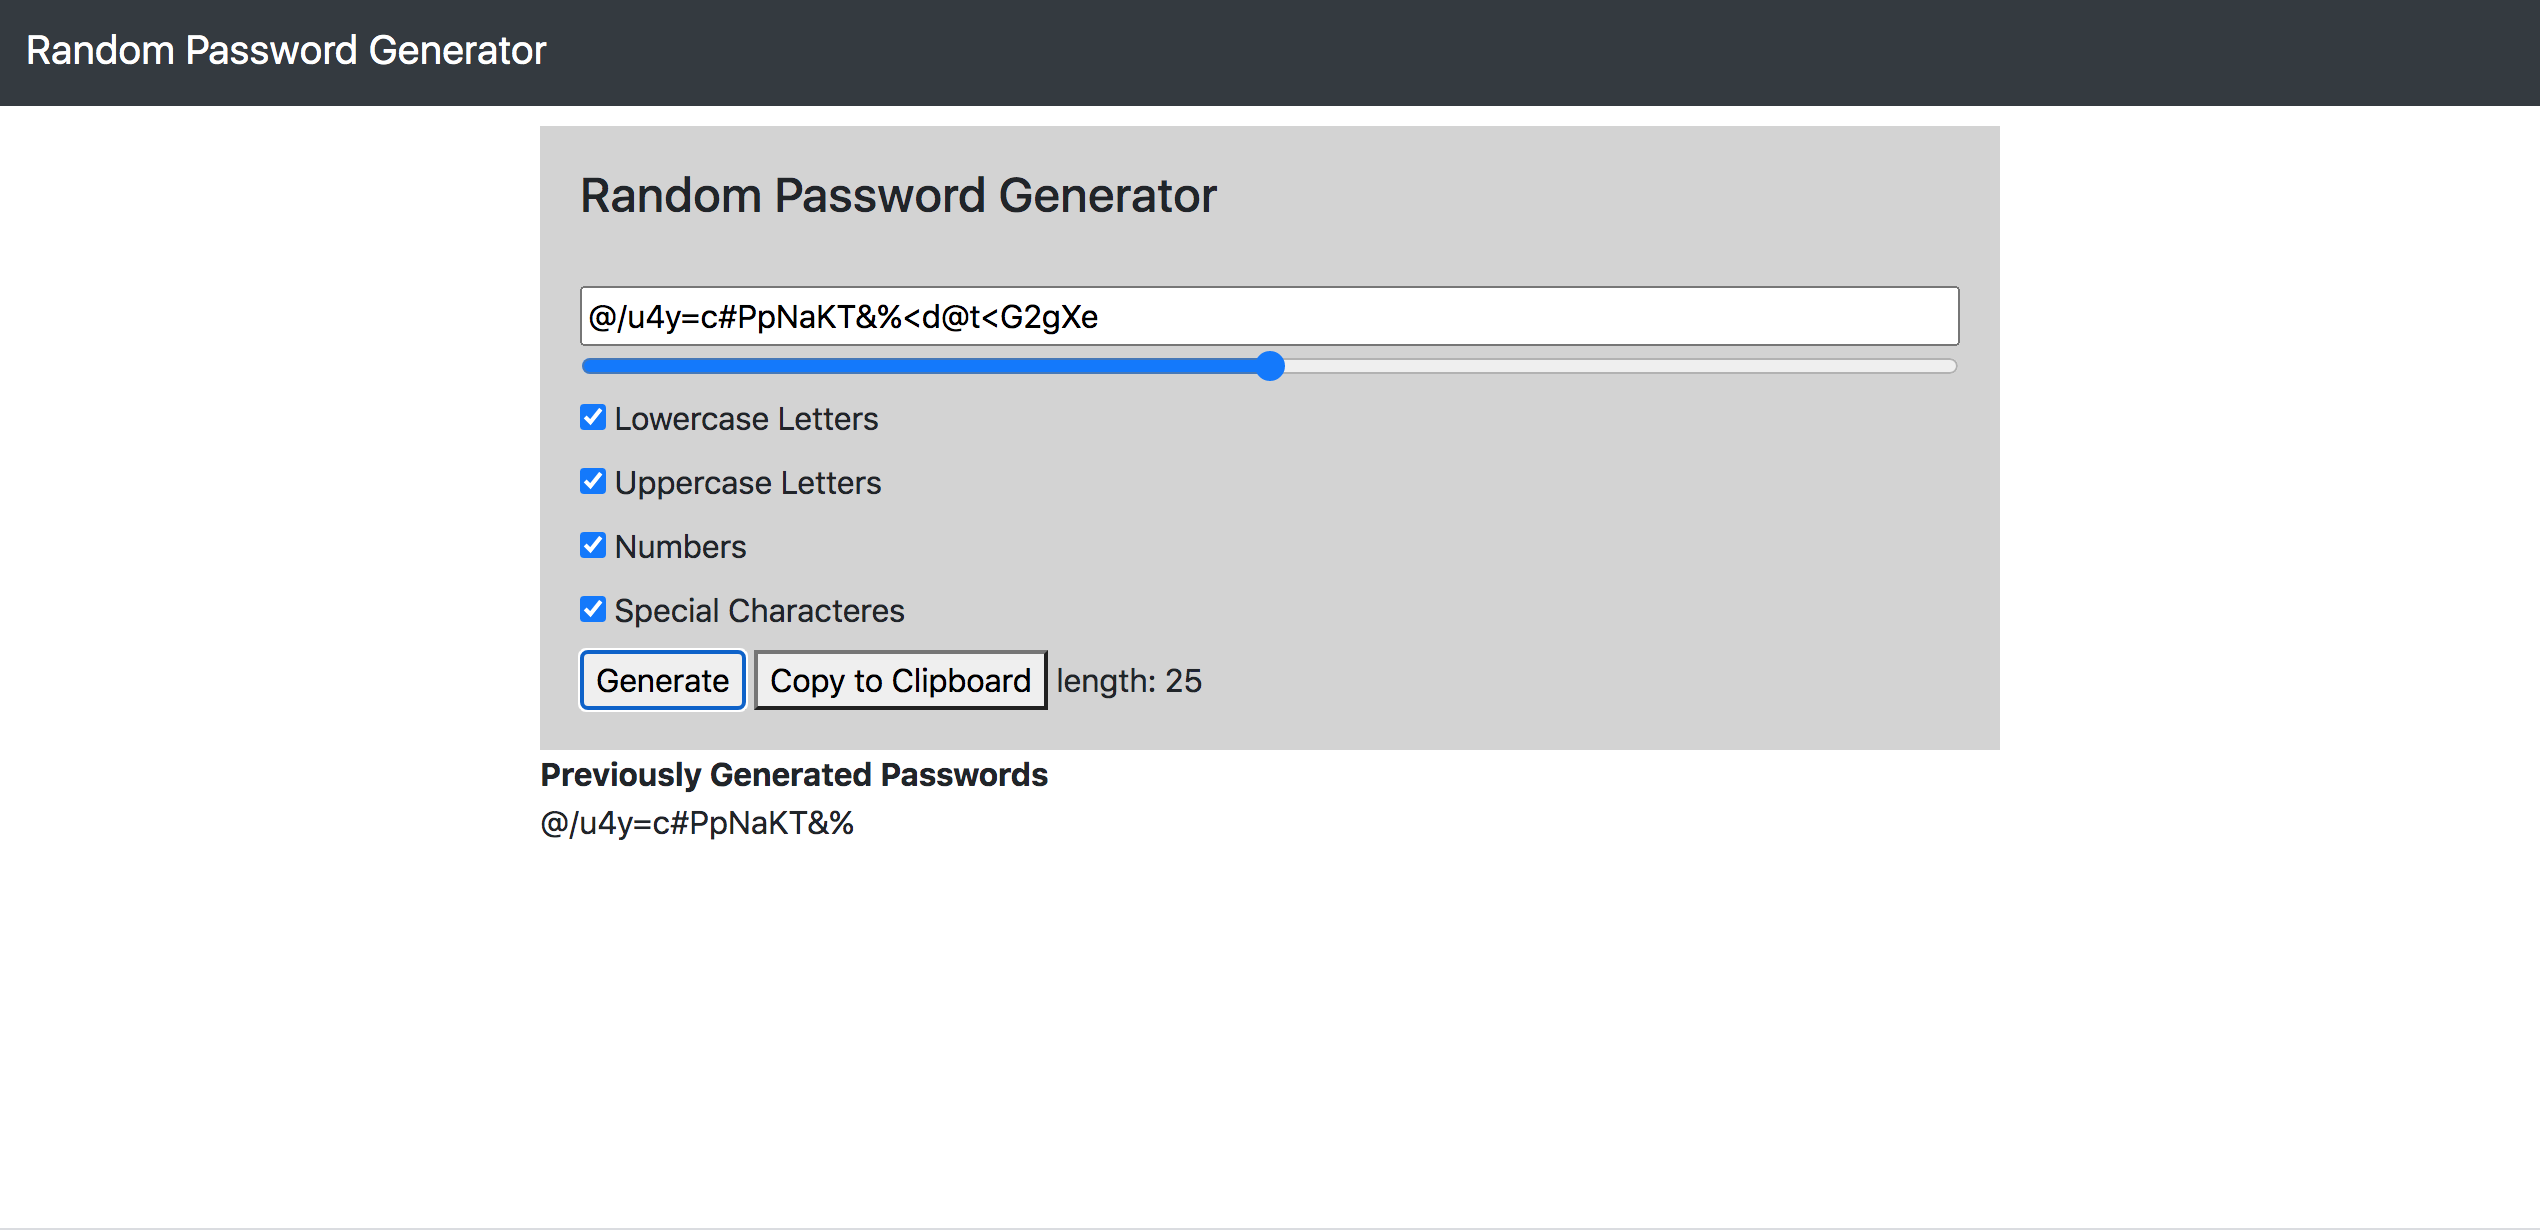 Random Password Generator
Random Password Generator
@/u4y=c#PpNaKT&%<d@t<G2gXe
Lowercase Letters
Uppercase Letters
Numbers
Special Characteres
Generate Copy to Clipboard length: 25
Previously Generated Passwords
@/u4y=c#PpNaKT&%